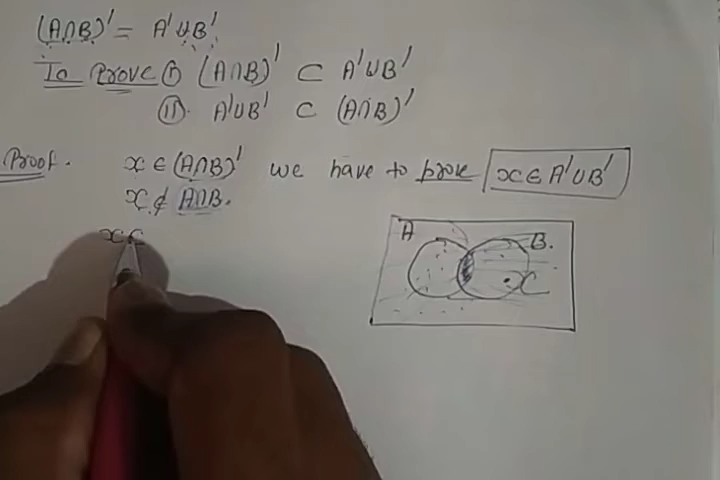 (A∩B)' = A'∪B'
To Prove (i) (A∩B)' ⊂ A'∪B'
(ii). A'∪B' ⊂ (A∩B)'
Proof. x ∈ (A∩B)' we have to prove x ∈ A'∪B'
x ∉ A∩B.
x ∈
A B.
x